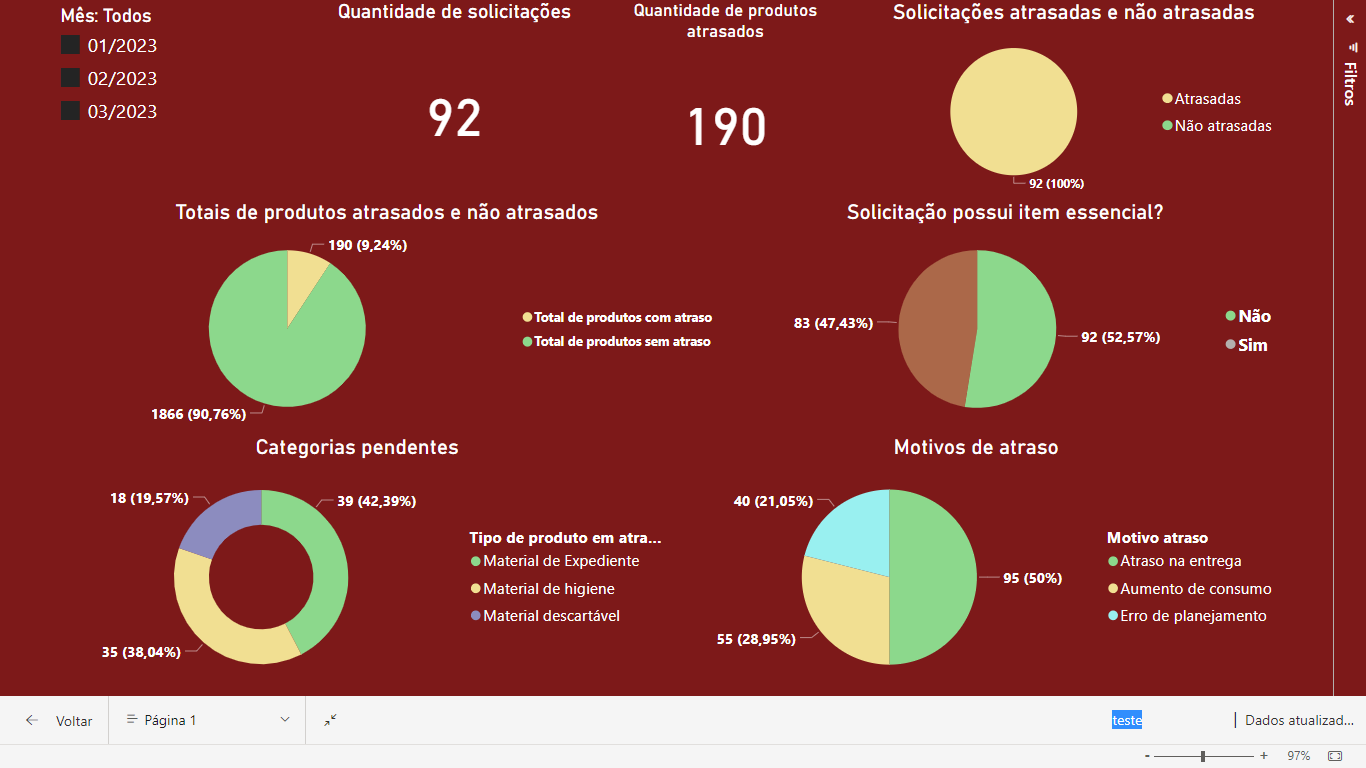 Mês: Todos
01/2023
02/2023
03/2023
Quantidade de solicitações
92
Quantidade de produtos
atrasados
190
Solicitações atrasadas e não atrasadas
Atrasadas
Não atrasadas
92 (100%)
Filtros
Totais de produtos atrasados e não atrasados
190 (9,24%)
Total de produtos com atraso
Total de produtos sem atraso
1866 (90,76%)
Solicitação possui item essencial?
83 (47,43%)
92 (52,57%)
Não
Sim
Categorias pendentes
18 (19,57%)
39 (42,39%)
35 (38,04%)
Tipo de produto em atra...
Material de Expediente
Material de higiene
Material descartável
Motivos de atraso
40 (21,05%)
95 (50%)
55 (28,95%)
Motivo atraso
Atraso na entrega
Aumento de consumo
Erro de planejamento
Voltar
Página 1
teste
| Dados atualizad...
- + 97%